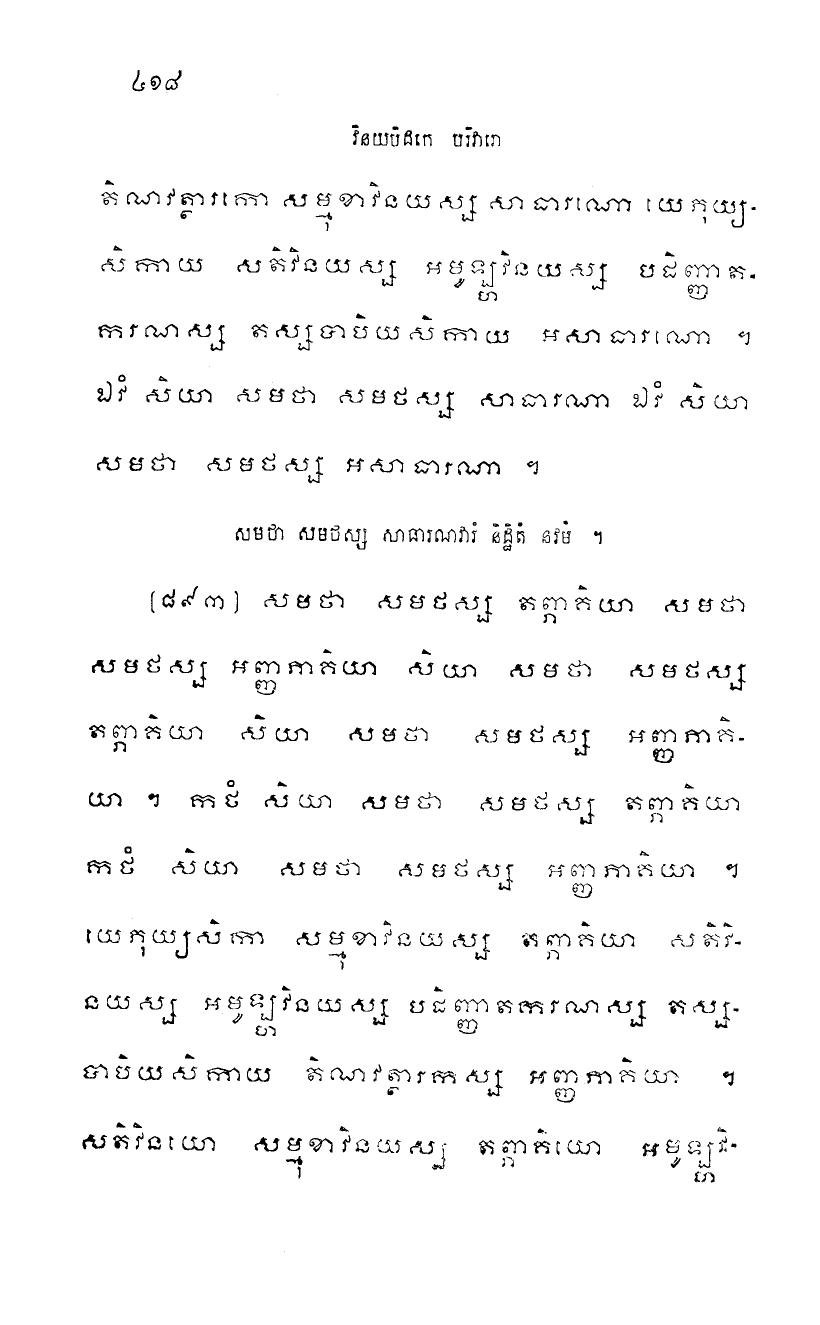 ៤១៨
វិនយបិដកេ បរិវារោ
តិណវត្ថារកោ សម្មុខាវិនយស្ស សាធារណោ យេភុយ្យ-
សិកាយ សតិវិនយស្ស អមូឡ្ហវិនយស្ស បដិញ្ញាត-
ករណស្ស តស្សបាបិយសិកាយ អសាធារណោ ។
ឯវំ សិយា សមថា សមថស្ស សាធារណា ឯវំ សិយា
សមថា សមថស្ស អសាធារណា ។
សមថា សមថស្ស សាធារណវារំ និដ្ឋិតំ នវមំ ។
(៨៩៣) សមថា សមថស្ស តព្ភាគិយា សមថា
សមថស្ស អញ្ញភាគិយា សិយា សមថា សមថស្ស
តព្ភាគិយា សិយា សមថា សមថស្ស អញ្ញភាគិ-
យា ។ កថំ សិយា សមថា សមថស្ស តព្ភាគិយា
កថំ សិយា សមថា សមថស្ស អញ្ញភាគិយា ។
យេភុយ្យសិកា សម្មុខាវិនយស្ស តព្ភាគិយា សតិវិ-
នយស្ស អមូឡ្ហវិនយស្ស បដិញ្ញាតករណស្ស តស្ស-
បាបិយសិកាយ តិណវត្ថារកស្ស អញ្ញភាគិយា ។
សតិវិនយោ សម្មុខាវិនយស្ស តព្ភាគិយោ អមូឡ្ហវិ-